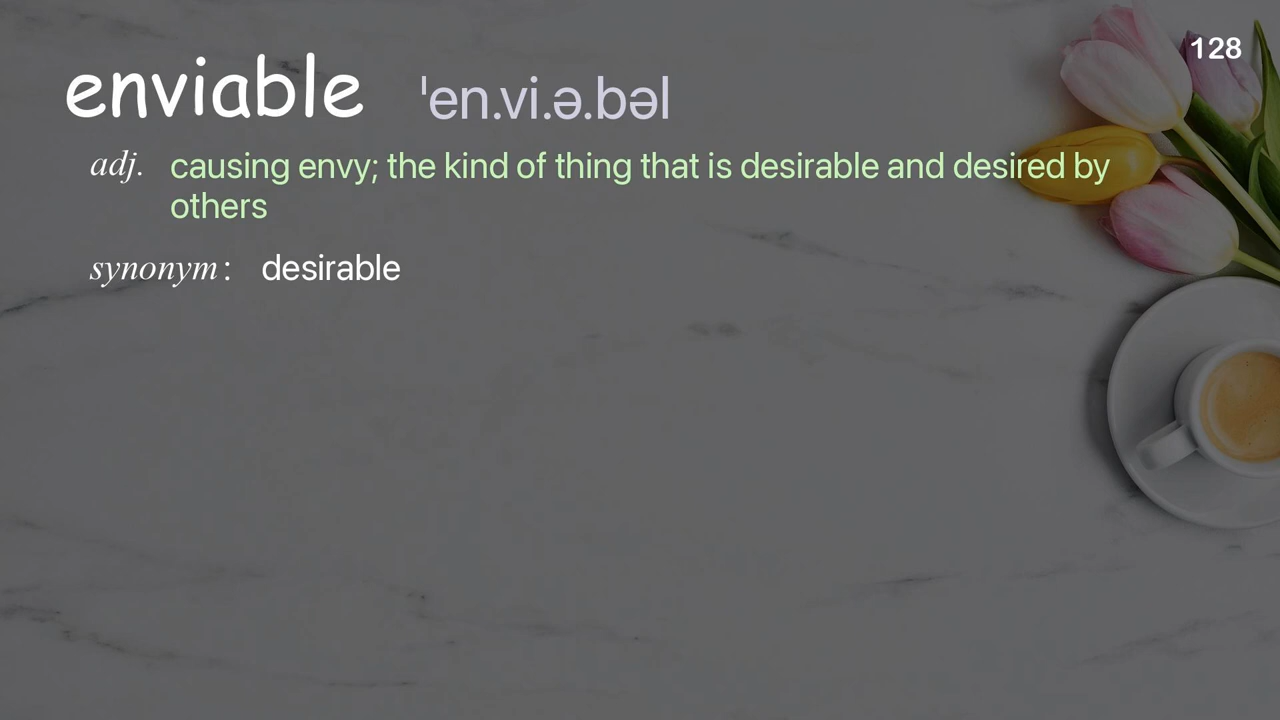 128
enviable ˈen.vi.ə.bəl
adj. causing envy; the kind of thing that is desirable and desired by
others
synonym : desirable